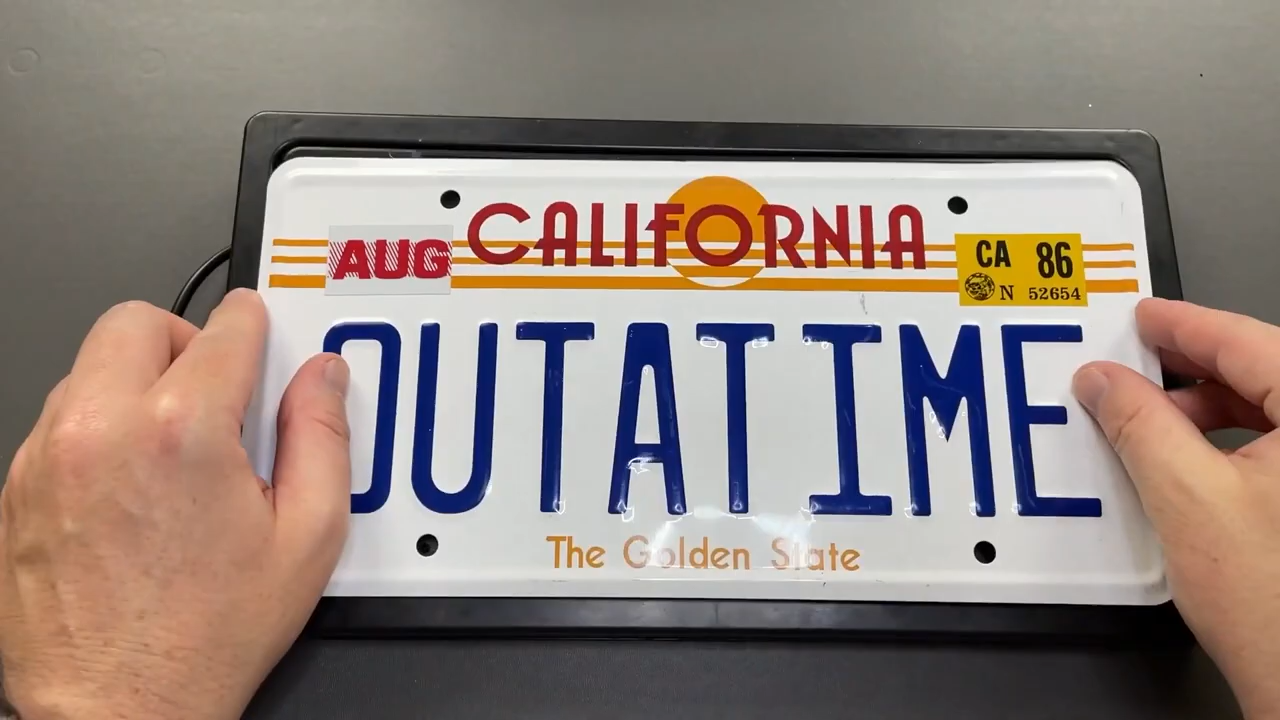 CALIFORNIA
AUG
CA 86
N 52654
OUTATIME
The Golden State